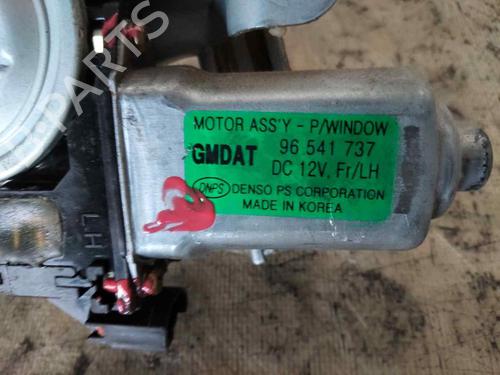 MOTOR ASS'Y - P/WINDOW
GMDAT 96 541 737
DC 12V, Fr/LH
DNPS DENSO PS CORPORATION
MADE IN KOREA
LH
PARTS